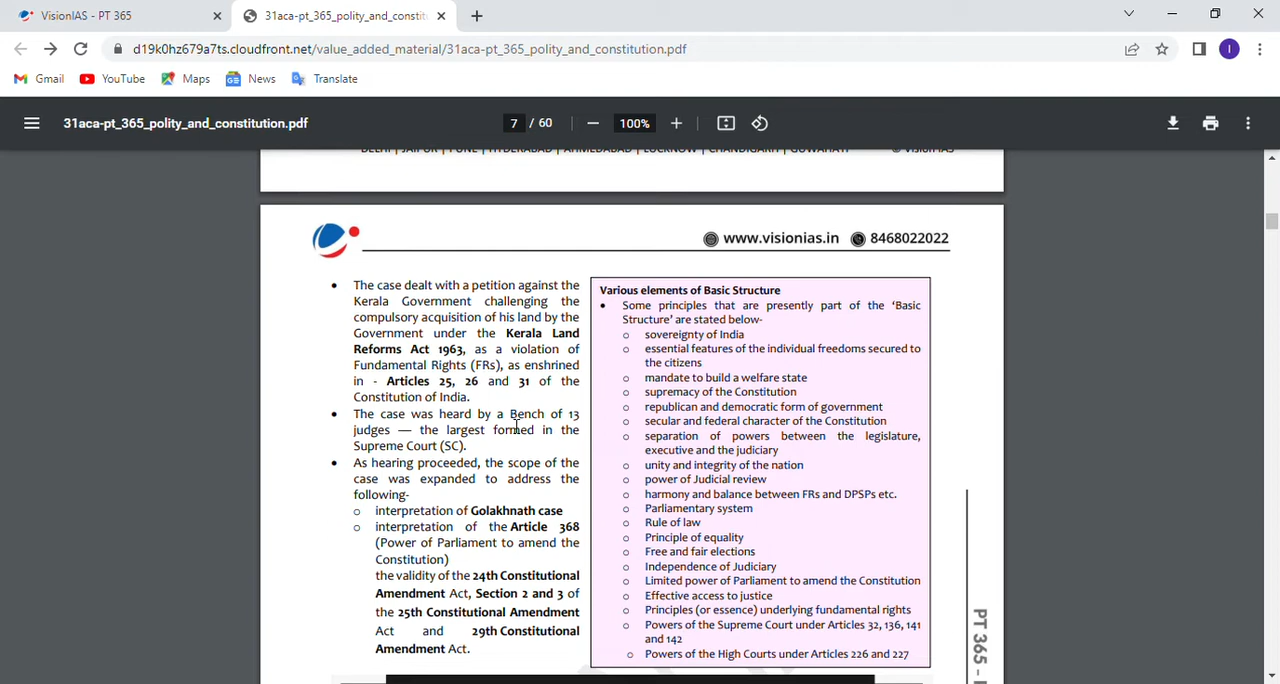 VisionIAS - PT 365
31aca-pt_365_polity_and_constit
d19k0hz679a7ts.cloudfront.net/value_added_material/31aca-pt_365_polity_and_constitution.pdf
I
Gmail
YouTube
Maps
News
Translate
31aca-pt_365_polity_and_constitution.pdf
7 / 60
100%
DELHI | JAIPUR | PUNE | HYDERABAD | AHMEDABAD | LUCKNOW | CHANDIGARH | GUWAHATI
© Vision IAS
www.visionias.in
8468022022
• The case dealt with a petition against the
Kerala Government challenging the
compulsory acquisition of his land by the
Government under the Kerala Land
Reforms Act 1963, as a violation of
Fundamental Rights (FRs), as enshrined
in - Articles 25, 26 and 31 of the
Constitution of India.
• The case was heard by a Bench of 13
judges — the largest formed in the
Supreme Court (SC).
• As hearing proceeded, the scope of the
case was expanded to address the
following-
o interpretation of Golakhnath case
o interpretation of the Article 368
(Power of Parliament to amend the
Constitution)
the validity of the 24th Constitutional
Amendment Act, Section 2 and 3 of
the 25th Constitutional Amendment
Act and 29th Constitutional
Amendment Act.
Various elements of Basic Structure
• Some principles that are presently part of the ‘Basic
Structure’ are stated below-
o sovereignty of India
o essential features of the individual freedoms secured to
the citizens
o mandate to build a welfare state
o supremacy of the Constitution
o republican and democratic form of government
o secular and federal character of the Constitution
o separation of powers between the legislature,
executive and the judiciary
o unity and integrity of the nation
o power of Judicial review
o harmony and balance between FRs and DPSPs etc.
o Parliamentary system
o Rule of law
o Principle of equality
o Free and fair elections
o Independence of Judiciary
o Limited power of Parliament to amend the Constitution
o Effective access to justice
o Principles (or essence) underlying fundamental rights
o Powers of the Supreme Court under Articles 32, 136, 141
and 142
o Powers of the High Courts under Articles 226 and 227
PT 365 -